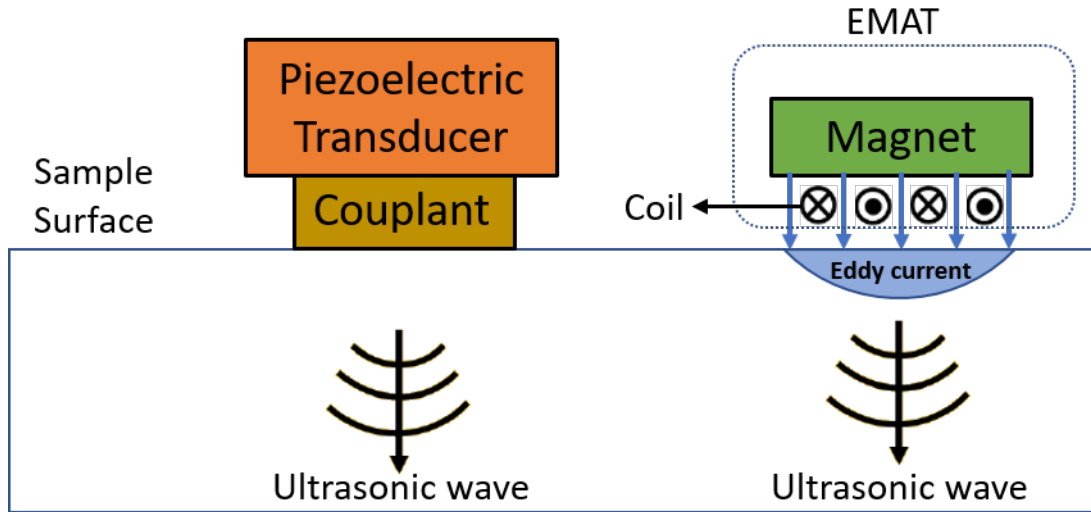 EMAT
Piezoelectric
Transducer
Magnet
Sample
Surface
Couplant
Coil
Eddy current
Ultrasonic wave
Ultrasonic wave